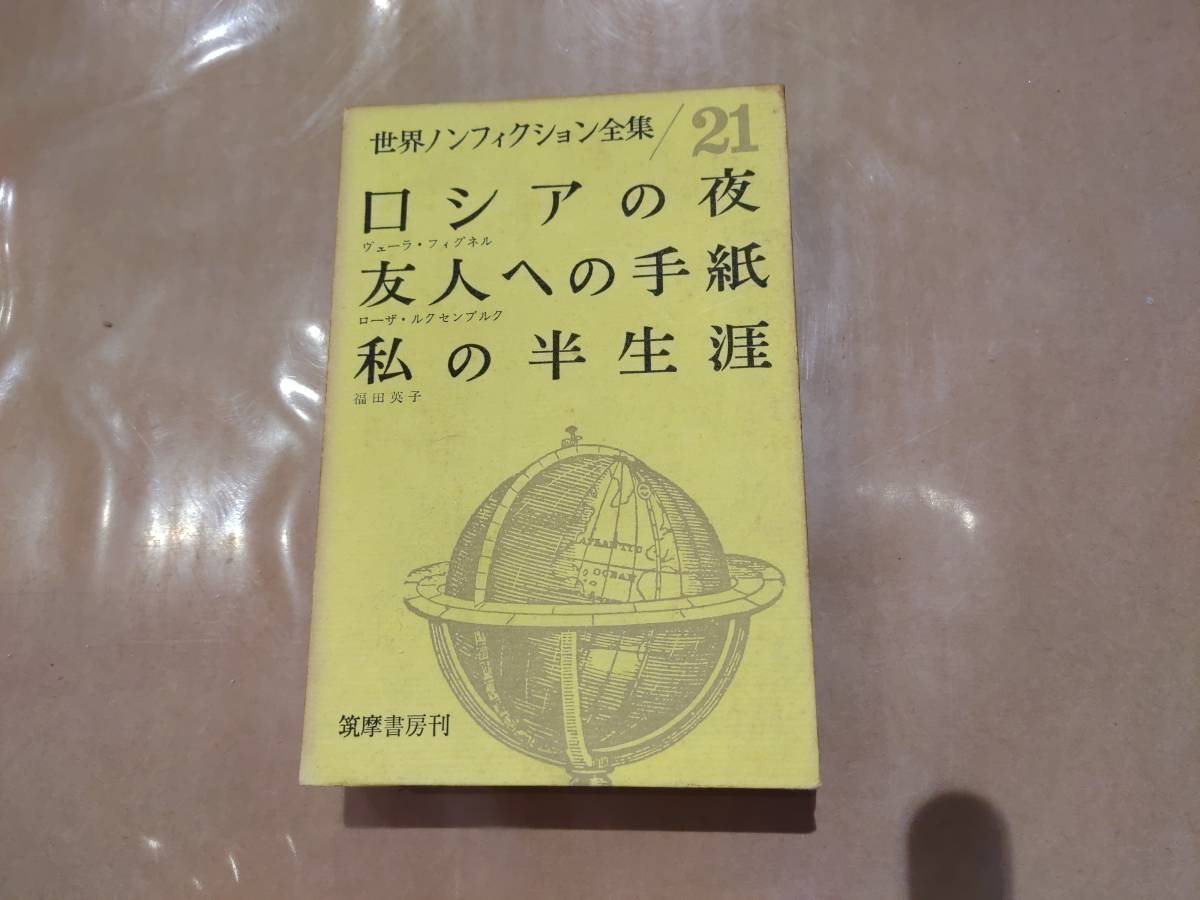 世界ノンフィクション全集/21
ロシアの夜
ヴェーラ・フィグネル
友人への手紙
ローザ・ルクセンブルク
私の半生涯
福田英子
ATLANTIC
OCEAN
筑摩書房刊